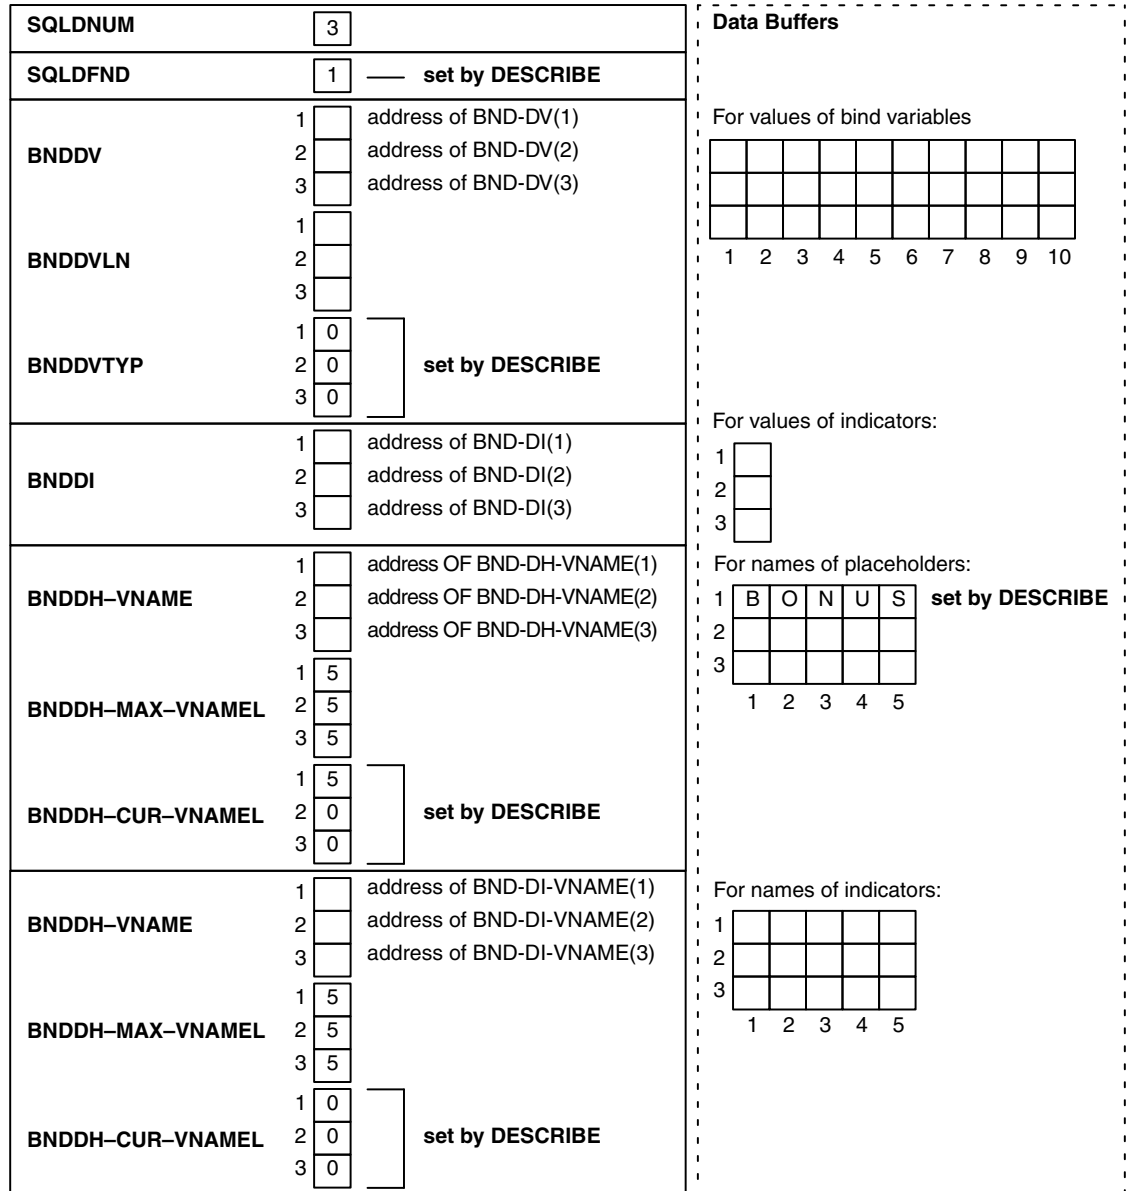 SQLDNUM 3
SQLDFND 1 set by DESCRIBE
BNDDV
1 address of BND-DV(1)
2 address of BND-DV(2)
3 address of BND-DV(3)
BNDDVLN
1
2
3
BNDDVTYP
1 0
2 0
3 0
set by DESCRIBE
BNDDI
1 address of BND-DI(1)
2 address of BND-DI(2)
3 address of BND-DI(3)
BNDDH–VNAME
1 address OF BND-DH-VNAME(1)
2 address OF BND-DH-VNAME(2)
3 address OF BND-DH-VNAME(3)
BNDDH–MAX–VNAMEL
1 5
2 5
3 5
BNDDH–CUR–VNAMEL
1 5
2 0
3 0
set by DESCRIBE
BNDDH–VNAME
1 address of BND-DI-VNAME(1)
2 address of BND-DI-VNAME(2)
3 address of BND-DI-VNAME(3)
BNDDH–MAX–VNAMEL
1 5
2 5
3 5
BNDDH–CUR–VNAMEL
1 0
2 0
3 0
set by DESCRIBE
Data Buffers
For values of bind variables
1 2 3 4 5 6 7 8 9 10
For values of indicators:
1
2
3
For names of placeholders:
1 B O N U S set by DESCRIBE
2
3
1 2 3 4 5
For names of indicators:
1
2
3
1 2 3 4 5